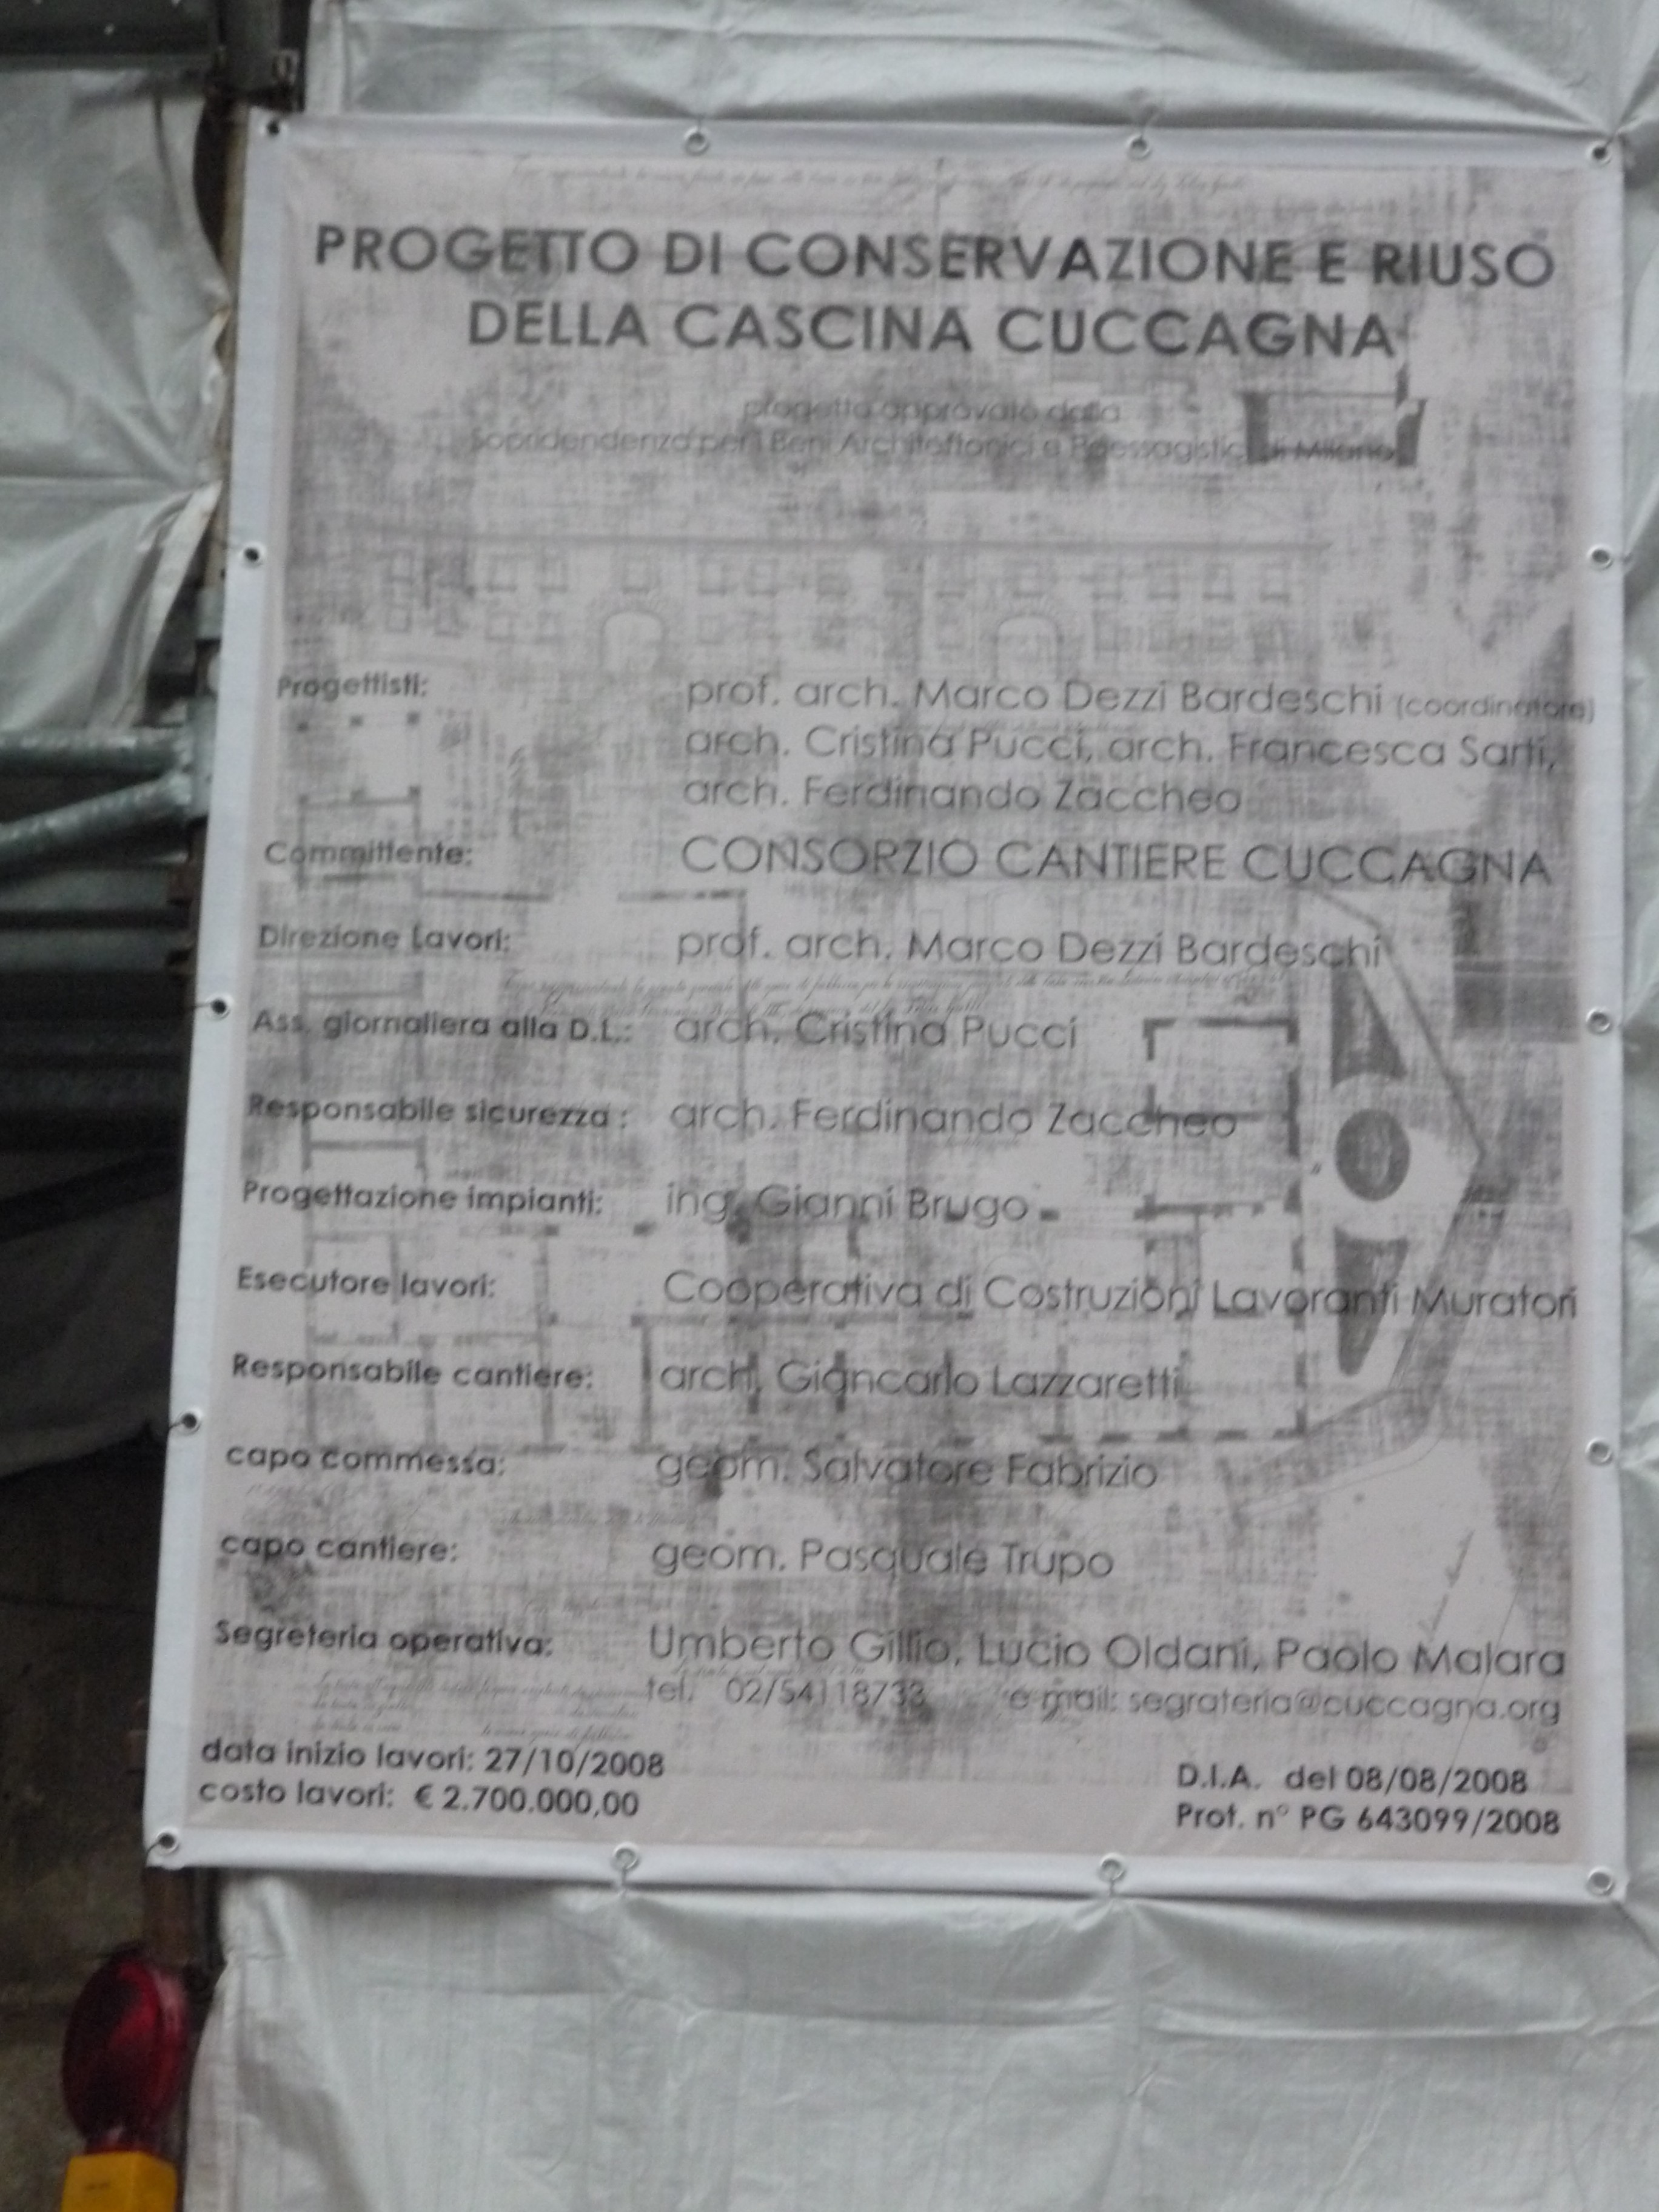 PROGETTO DI CONSERVAZIONE E RIUSO
DELLA CASCINA CUCCAGNA
progetto approvato dalla
per i Beni Architettonici e Paessagistici di Milano
Progettisti: prof. arch. Marco Dezzi Bardeschi (coordinatore)
arch. Cristina Pucci, arch. Francesca Sarti,
arch. Ferdinando Zaccheo
Committente: CONSORZIO CANTIERE CUCCAGNA
Direzione Lavori: prof. arch. Marco Dezzi Bardeschi
Ass. giornaliera alla D.L.: arch. Cristina Pucci
Responsabile sicurezza : arch. Ferdinando Zaccheo
Progettazione impianti: ing. Gianni Brugo
Esecutore lavori: Cooperativa di Costruzioni Lavoranti Muratori
Responsabile cantiere: arch. Giancarlo Lazzaretti
capo commessa: geom. Salvatore Fabrizio
capo cantiere: geom. Pasquale Trupo
Segreteria operativa: Umberto Gillio, Lucio Oldani, Paolo Malara
tel. 02/54118733 e mail: segrateria@cuccagna.org
data inizio lavori: 27/10/2008
costo lavori: € 2.700.000,00
D.I.A. del 08/08/2008
Prot. n° PG 643099/2008